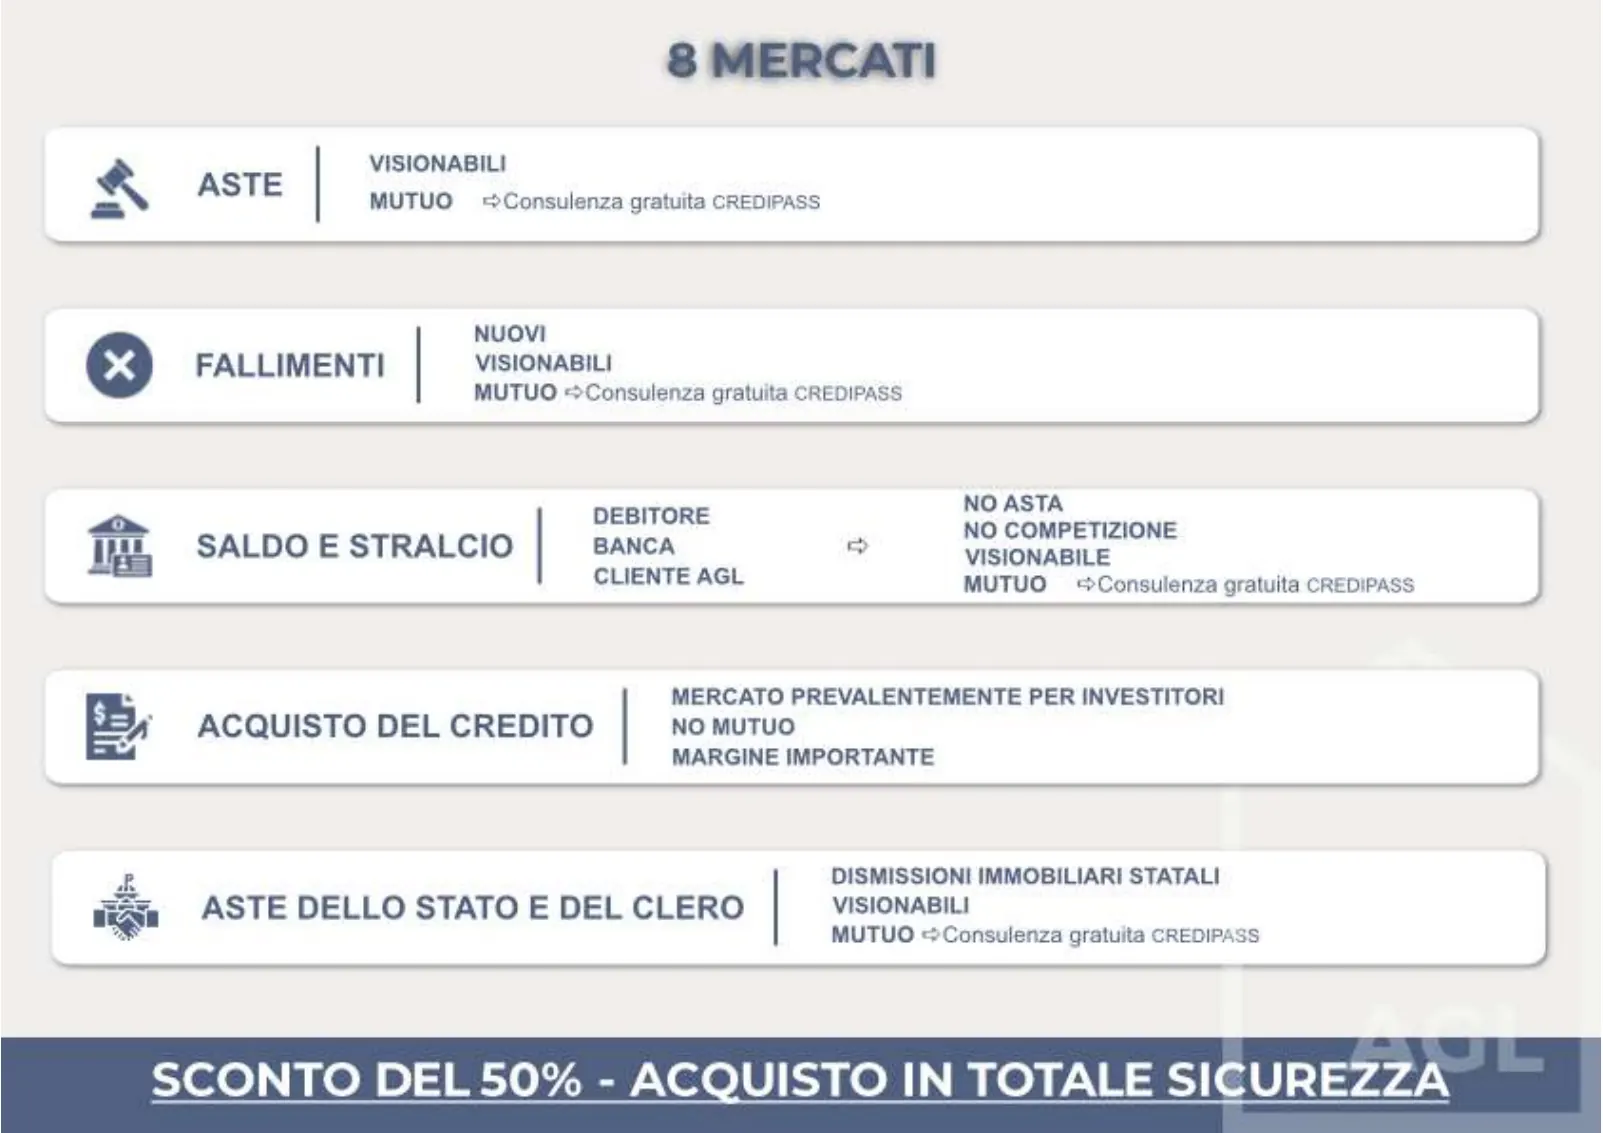 8 MERCATI
ASTE
VISIONABILI
MUTUO ⇨Consulenza gratuita CREDIPASS
FALLIMENTI
NUOVI
VISIONABILI
MUTUO ⇨Consulenza gratuita CREDIPASS
SALDO E STRALCIO
DEBITORE
BANCA
CLIENTE AGL
⇨
NO ASTA
NO COMPETIZIONE
VISIONABILE
MUTUO ⇨Consulenza gratuita CREDIPASS
$
ACQUISTO DEL CREDITO
MERCATO PREVALENTEMENTE PER INVESTITORI
NO MUTUO
MARGINE IMPORTANTE
ASTE DELLO STATO E DEL CLERO
DISMISSIONI IMMOBILIARI STATALI
VISIONABILI
MUTUO ⇨Consulenza gratuita CREDIPASS
AGL
SCONTO DEL 50% - ACQUISTO IN TOTALE SICUREZZA